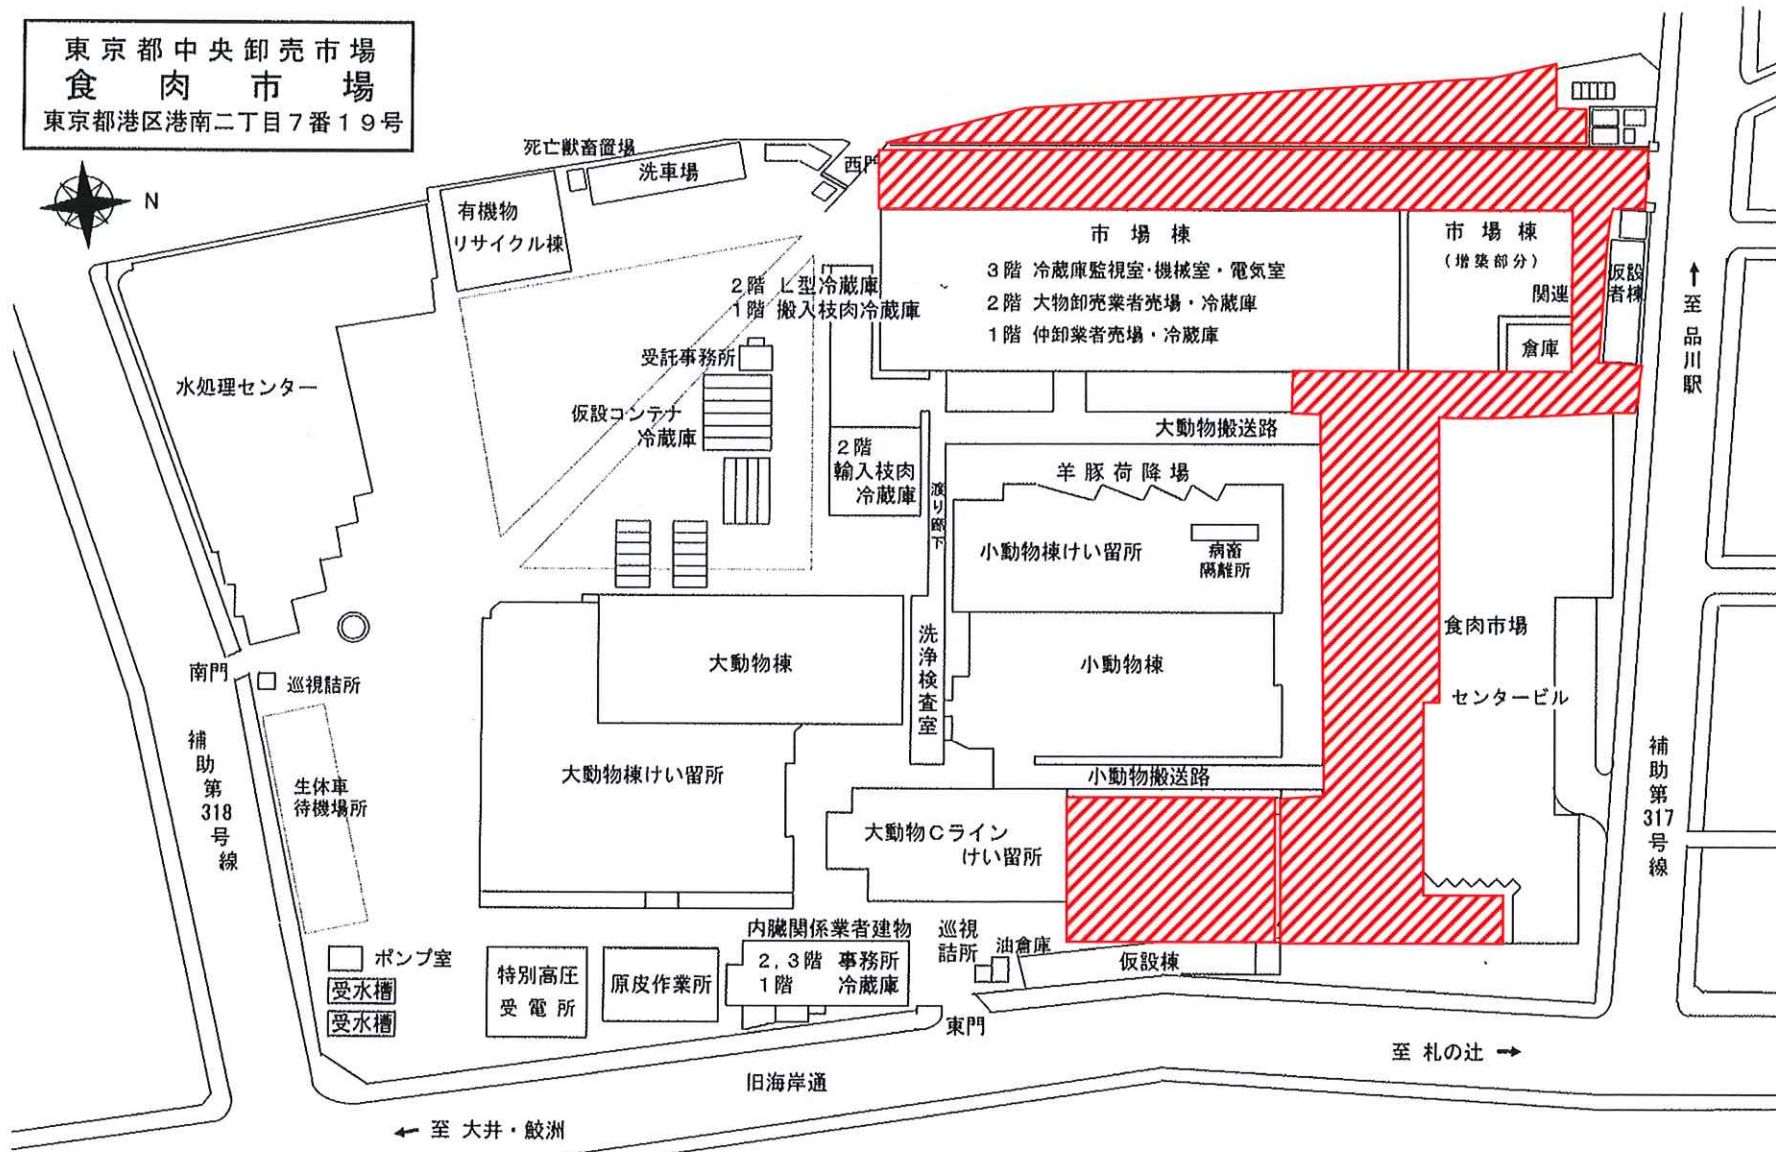 東京都中央卸売市場
食肉市場
東京都港区港南二丁目7番19号
N
死亡獣畜置場
洗車場
西門
有機物
リサイクル棟
市場棟
3階 冷蔵庫監視室・機械室・電気室
2階 大物卸売業者売場・冷蔵庫
1階 仲卸業者売場・冷蔵庫
市場棟
(増築部分)
関連
倉庫
仮設
者棟
↑至品川駅
2階 L型冷蔵庫
1階 搬入枝肉冷蔵庫
受託事務所
仮設コンテナ
冷蔵庫
水処理センター
2階
輸入枝肉
冷蔵庫
渡り廊下
大動物搬送路
羊豚荷降場
小動物棟けい留所
病畜
隔離所
洗浄検査室
大動物棟
小動物棟
食肉市場
センタービル
南門
巡視詰所
補助第318号線
生体車
待機場所
大動物棟けい留所
小動物搬送路
大動物Cライン
けい留所
補助第317号線
ポンプ室
受水槽
受水槽
特別高圧
受電所
原皮作業所
内臓関係業者建物
2,3階 事務所
1階 冷蔵庫
巡視
詰所
油倉庫
仮設棟
東門
至 札の辻 →
旧海岸通
← 至 大井・鮫洲